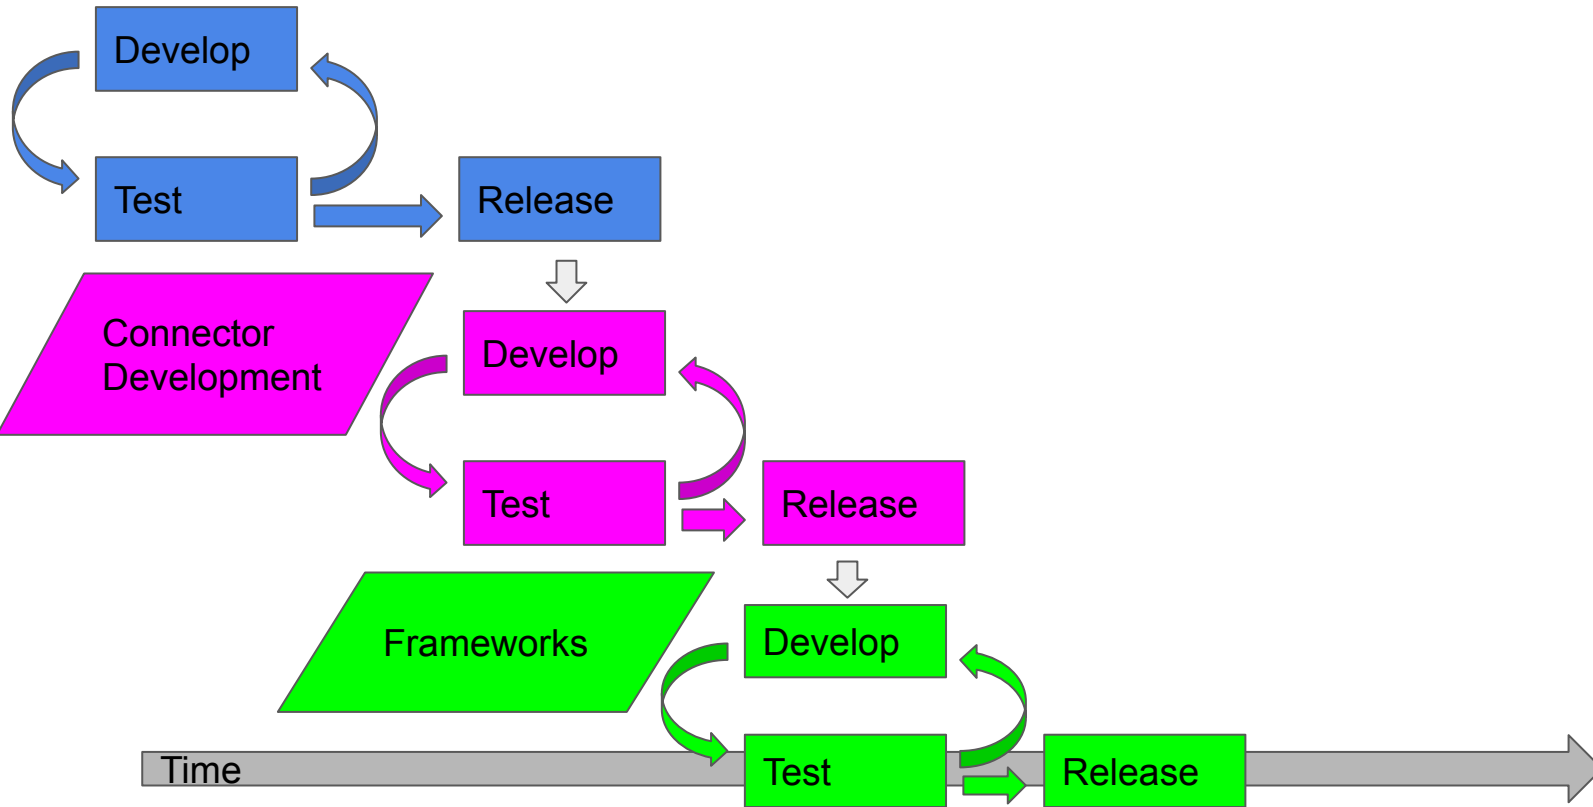 Develop
Test
Release
Connector
Development
Develop
Test
Release
Frameworks
Develop
Time
Test
Release